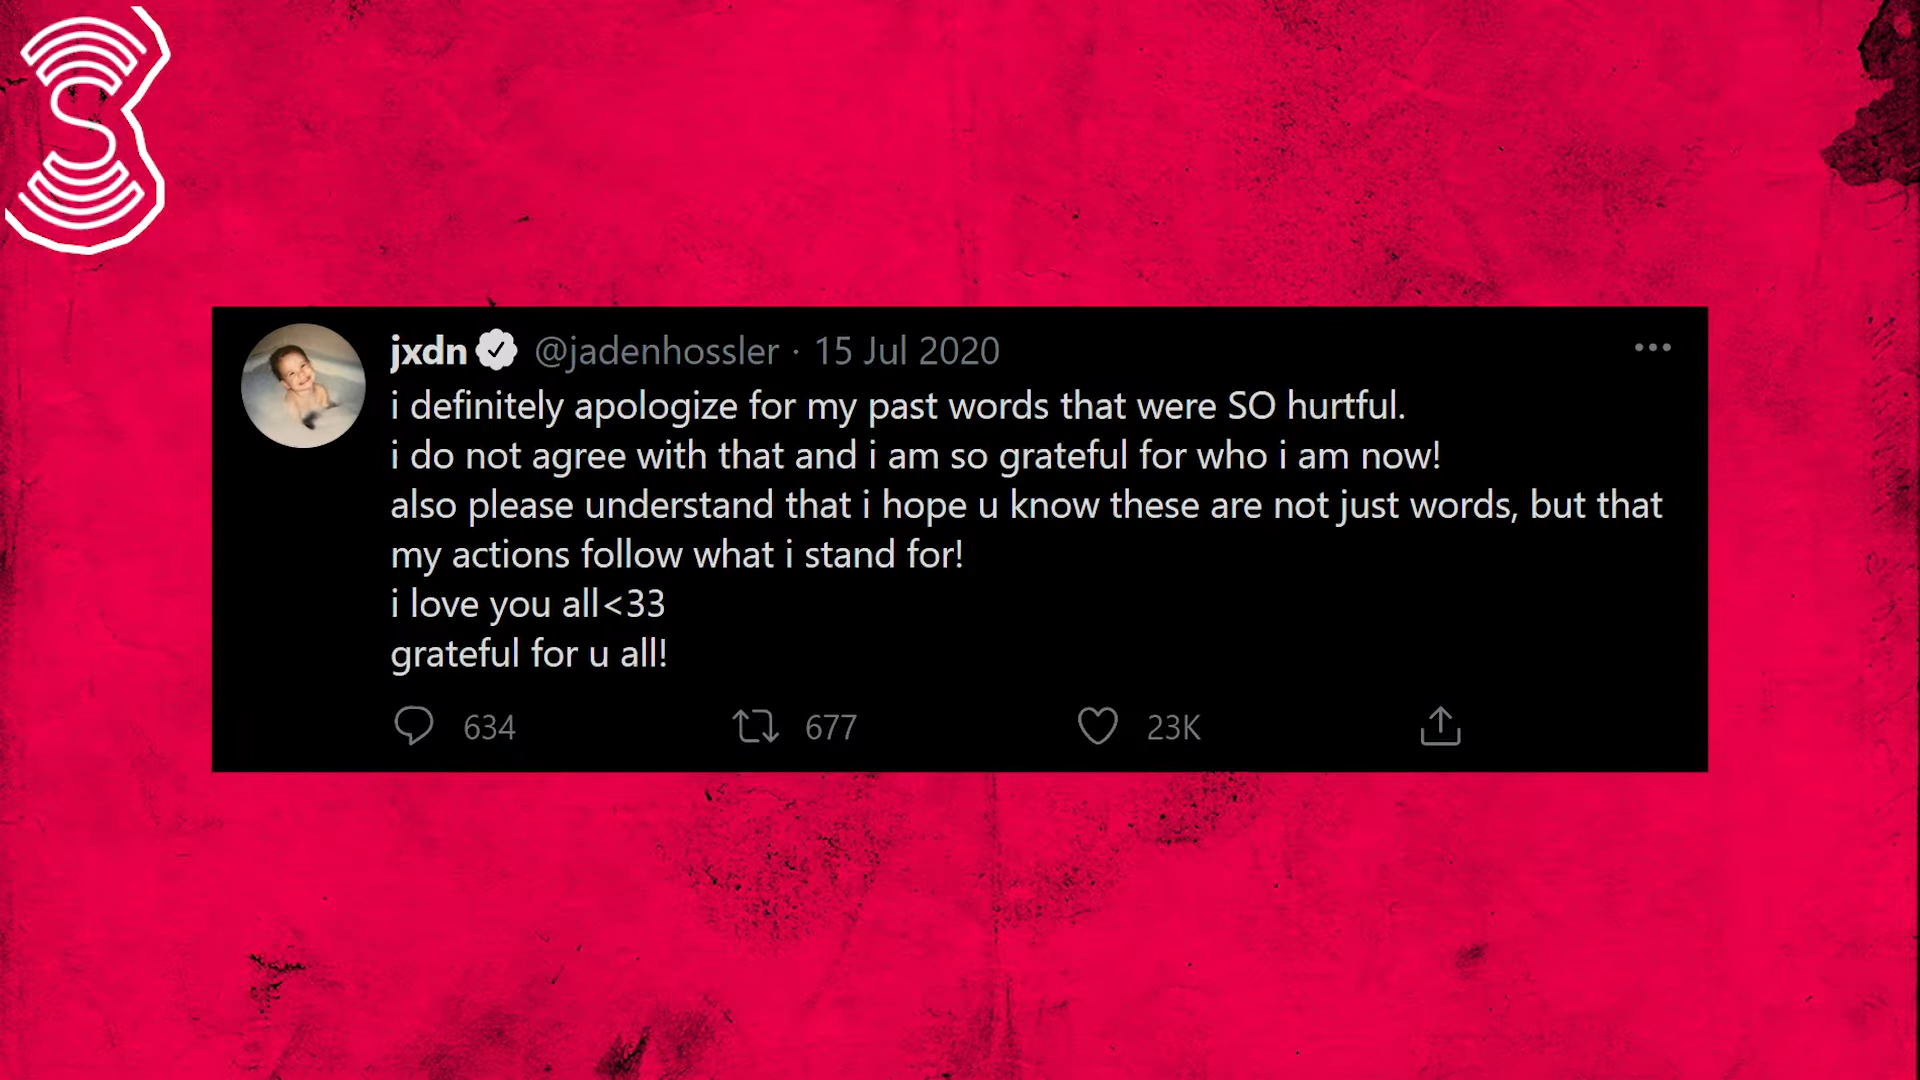 S
jxdn @jadenhossler · 15 Jul 2020
i definitely apologize for my past words that were SO hurtful.
i do not agree with that and i am so grateful for who i am now!
also please understand that i hope u know these are not just words, but that
my actions follow what i stand for!
i love you all<33
grateful for u all!
634 677 23K